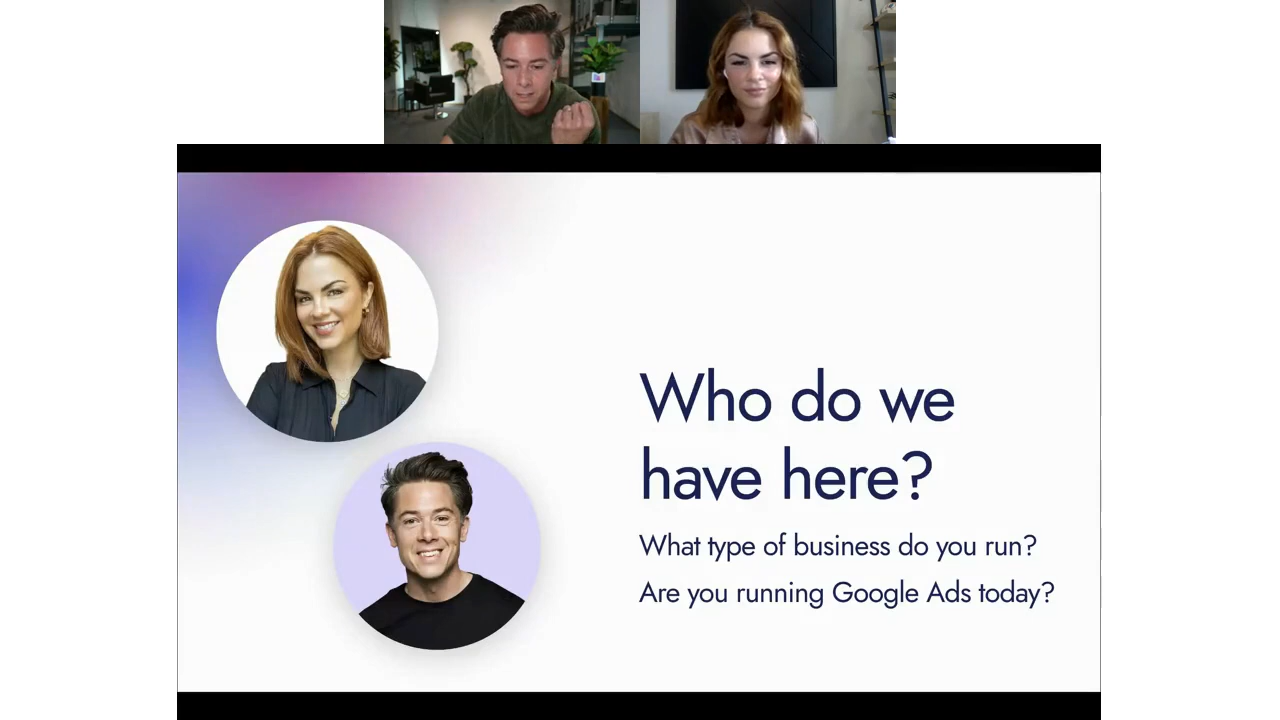 Who do we
have here?
What type of business do you run?
Are you running Google Ads today?